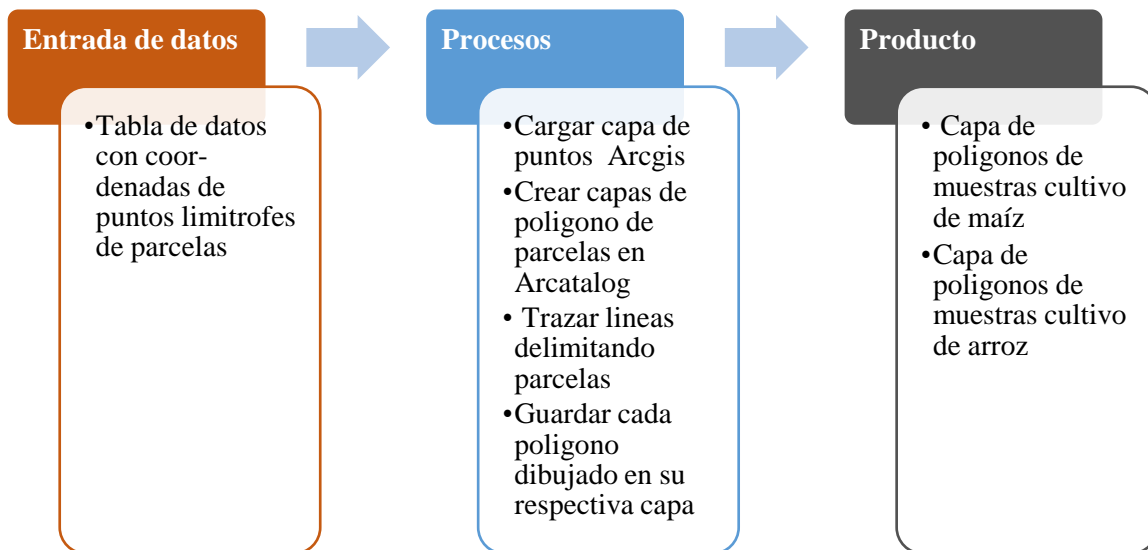 Entrada de datos
•Tabla de datos
con coor-
denadas de
puntos limitrofes
de parcelas
Procesos
•Cargar capa de
puntos Arcgis
•Crear capas de
poligono de
parcelas en
Arcatalog
• Trazar lineas
delimitando
parcelas
•Guardar cada
poligono
dibujado en su
respectiva capa
Producto
• Capa de
poligonos de
muestras cultivo
de maíz
•Capa de
poligonos de
muestras cultivo
de arroz